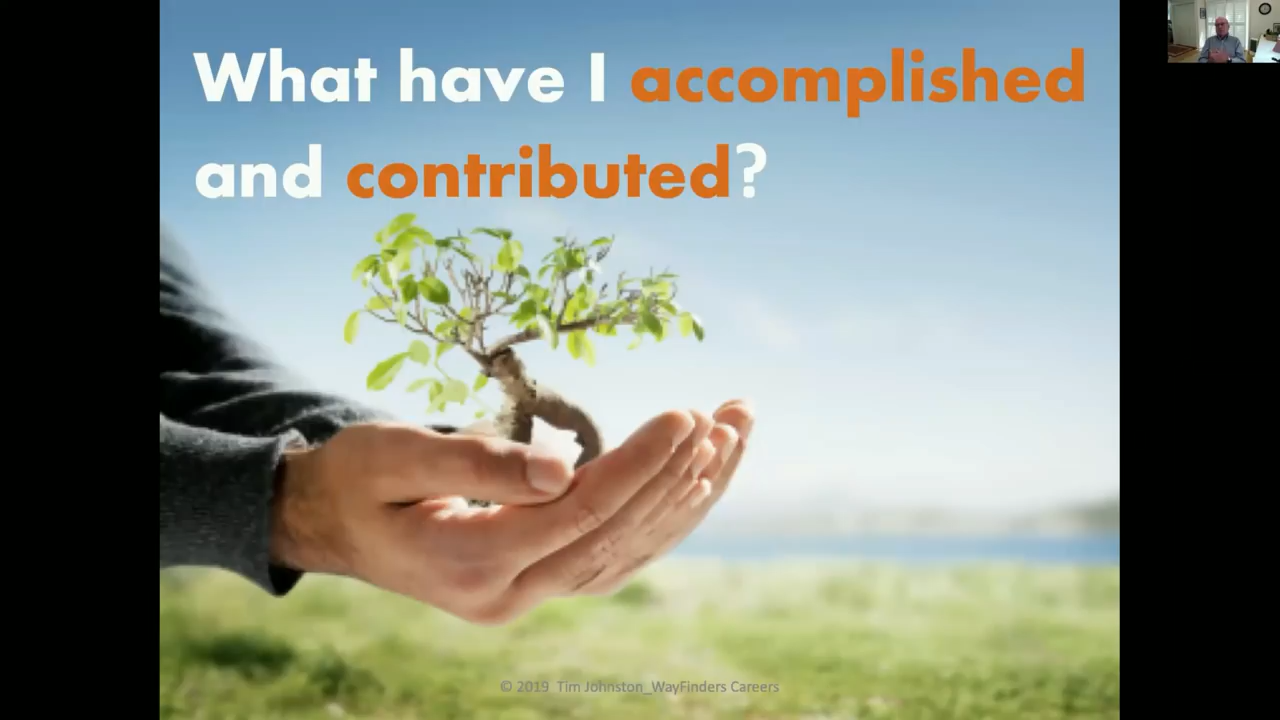 What have I accomplished
and contributed?
© 2019 Tim Johnston_WayFinders Careers